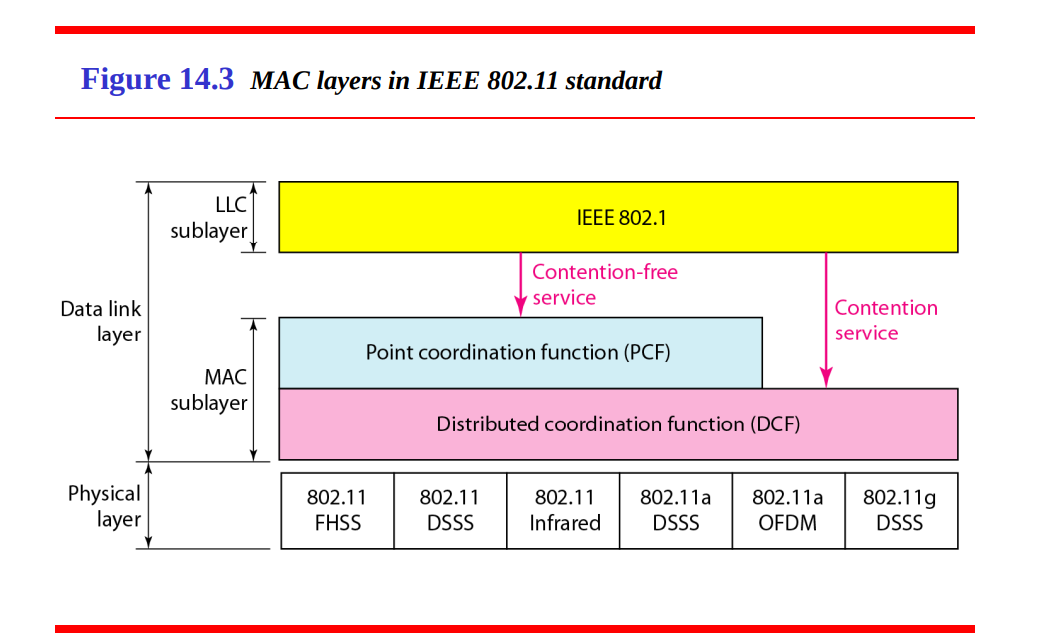 Figure 14.3 MAC layers in IEEE 802.11 standard
LLC
sublayer
IEEE 802.1
Contention-free
service
Data link
layer
Contention
service
Point coordination function (PCF)
MAC
sublayer
Distributed coordination function (DCF)
Physical
layer
802.11
FHSS
802.11
DSSS
802.11
Infrared
802.11a
DSSS
802.11a
OFDM
802.11g
DSSS